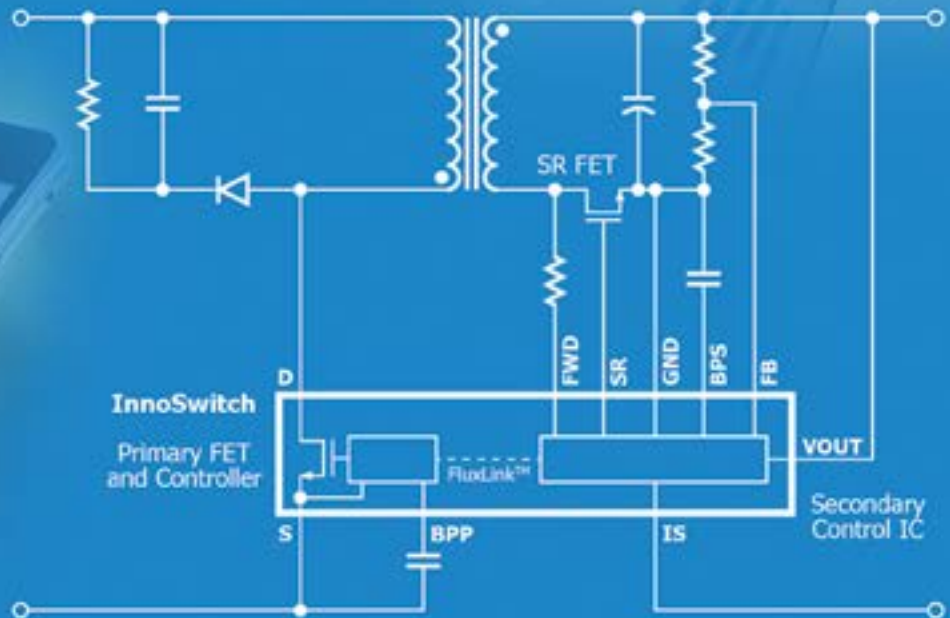 SR FET
FWD
SR
GND
BPS
FB
D
InnoSwitch
Primary FET
and Controller
FluxLink™
VOUT
S
BPP
IS
Secondary
Control IC